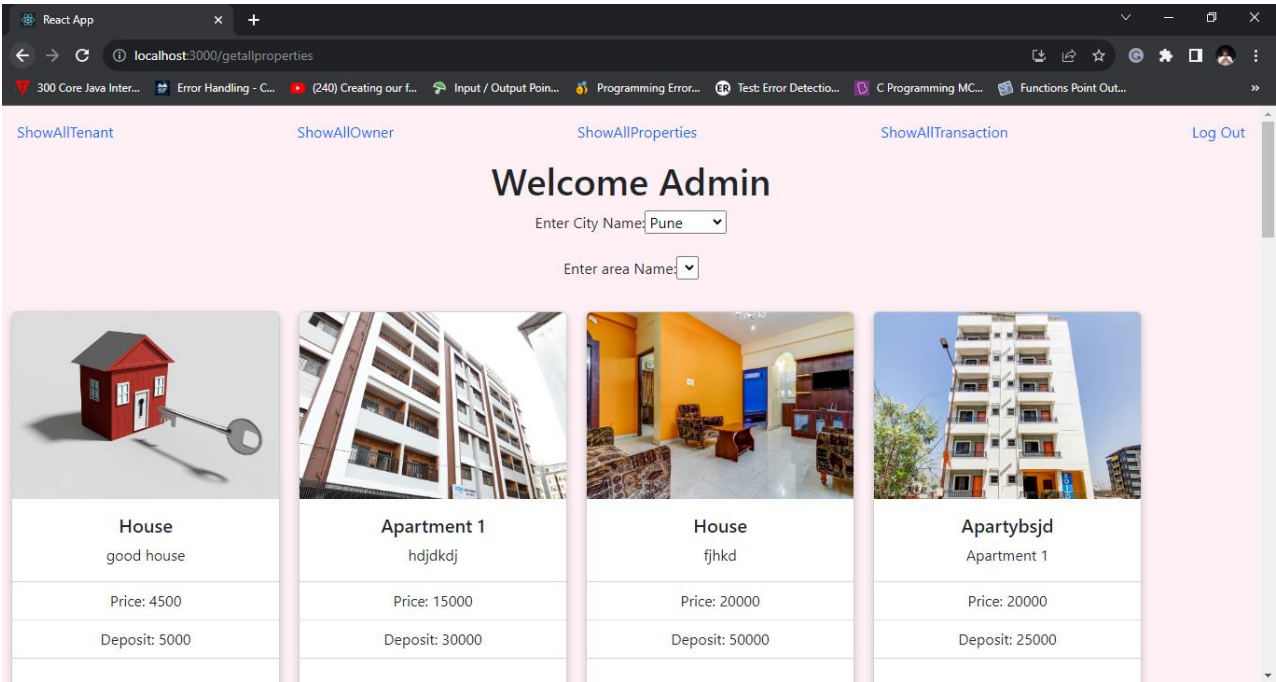 React App
localhost:3000/getallproperties
300 Core Java Inter... Error Handling - C... (240) Creating our f... Input / Output Poin... Programming Error... ER Test: Error Detectio... C Programming MC... Functions Point Out... »
ShowAllTenant ShowAllOwner ShowAllProperties ShowAllTransaction Log Out
Welcome Admin
Enter City Name: Pune
Enter area Name:
House Apartment 1 House Apartybsjd
good house hdjdkdj fjhkd Apartment 1
Price: 4500 Price: 15000 Price: 20000 Price: 20000
Deposit: 5000 Deposit: 30000 Deposit: 50000 Deposit: 25000